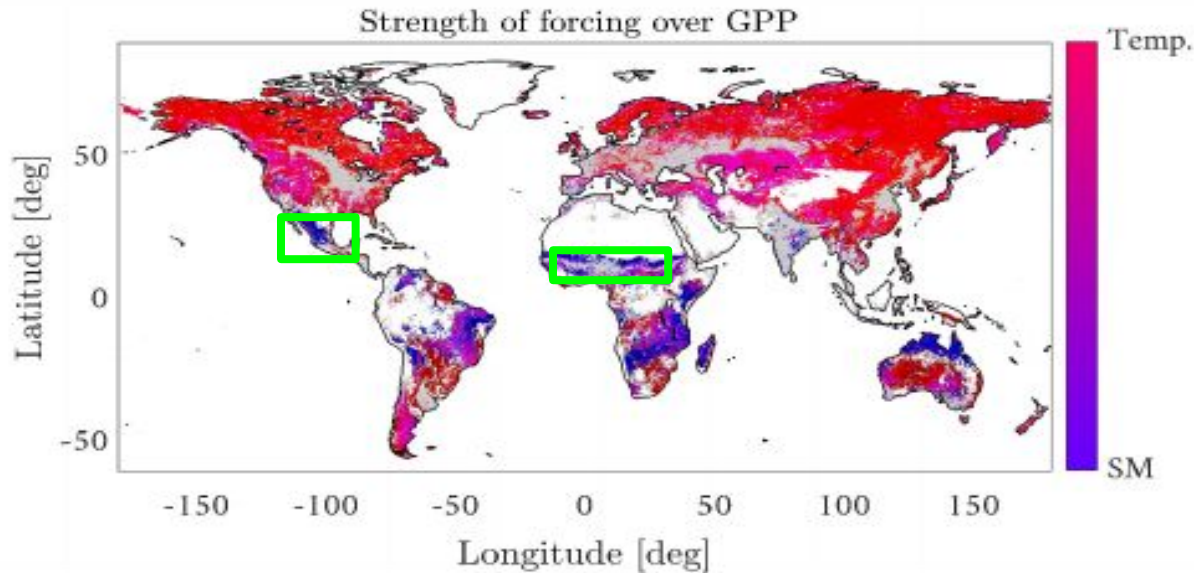 Strength of forcing over GPP
Temp.
50
0
-50
Latitude [deg]
SM
-150 -100 -50 0 50 100 150
Longitude [deg]